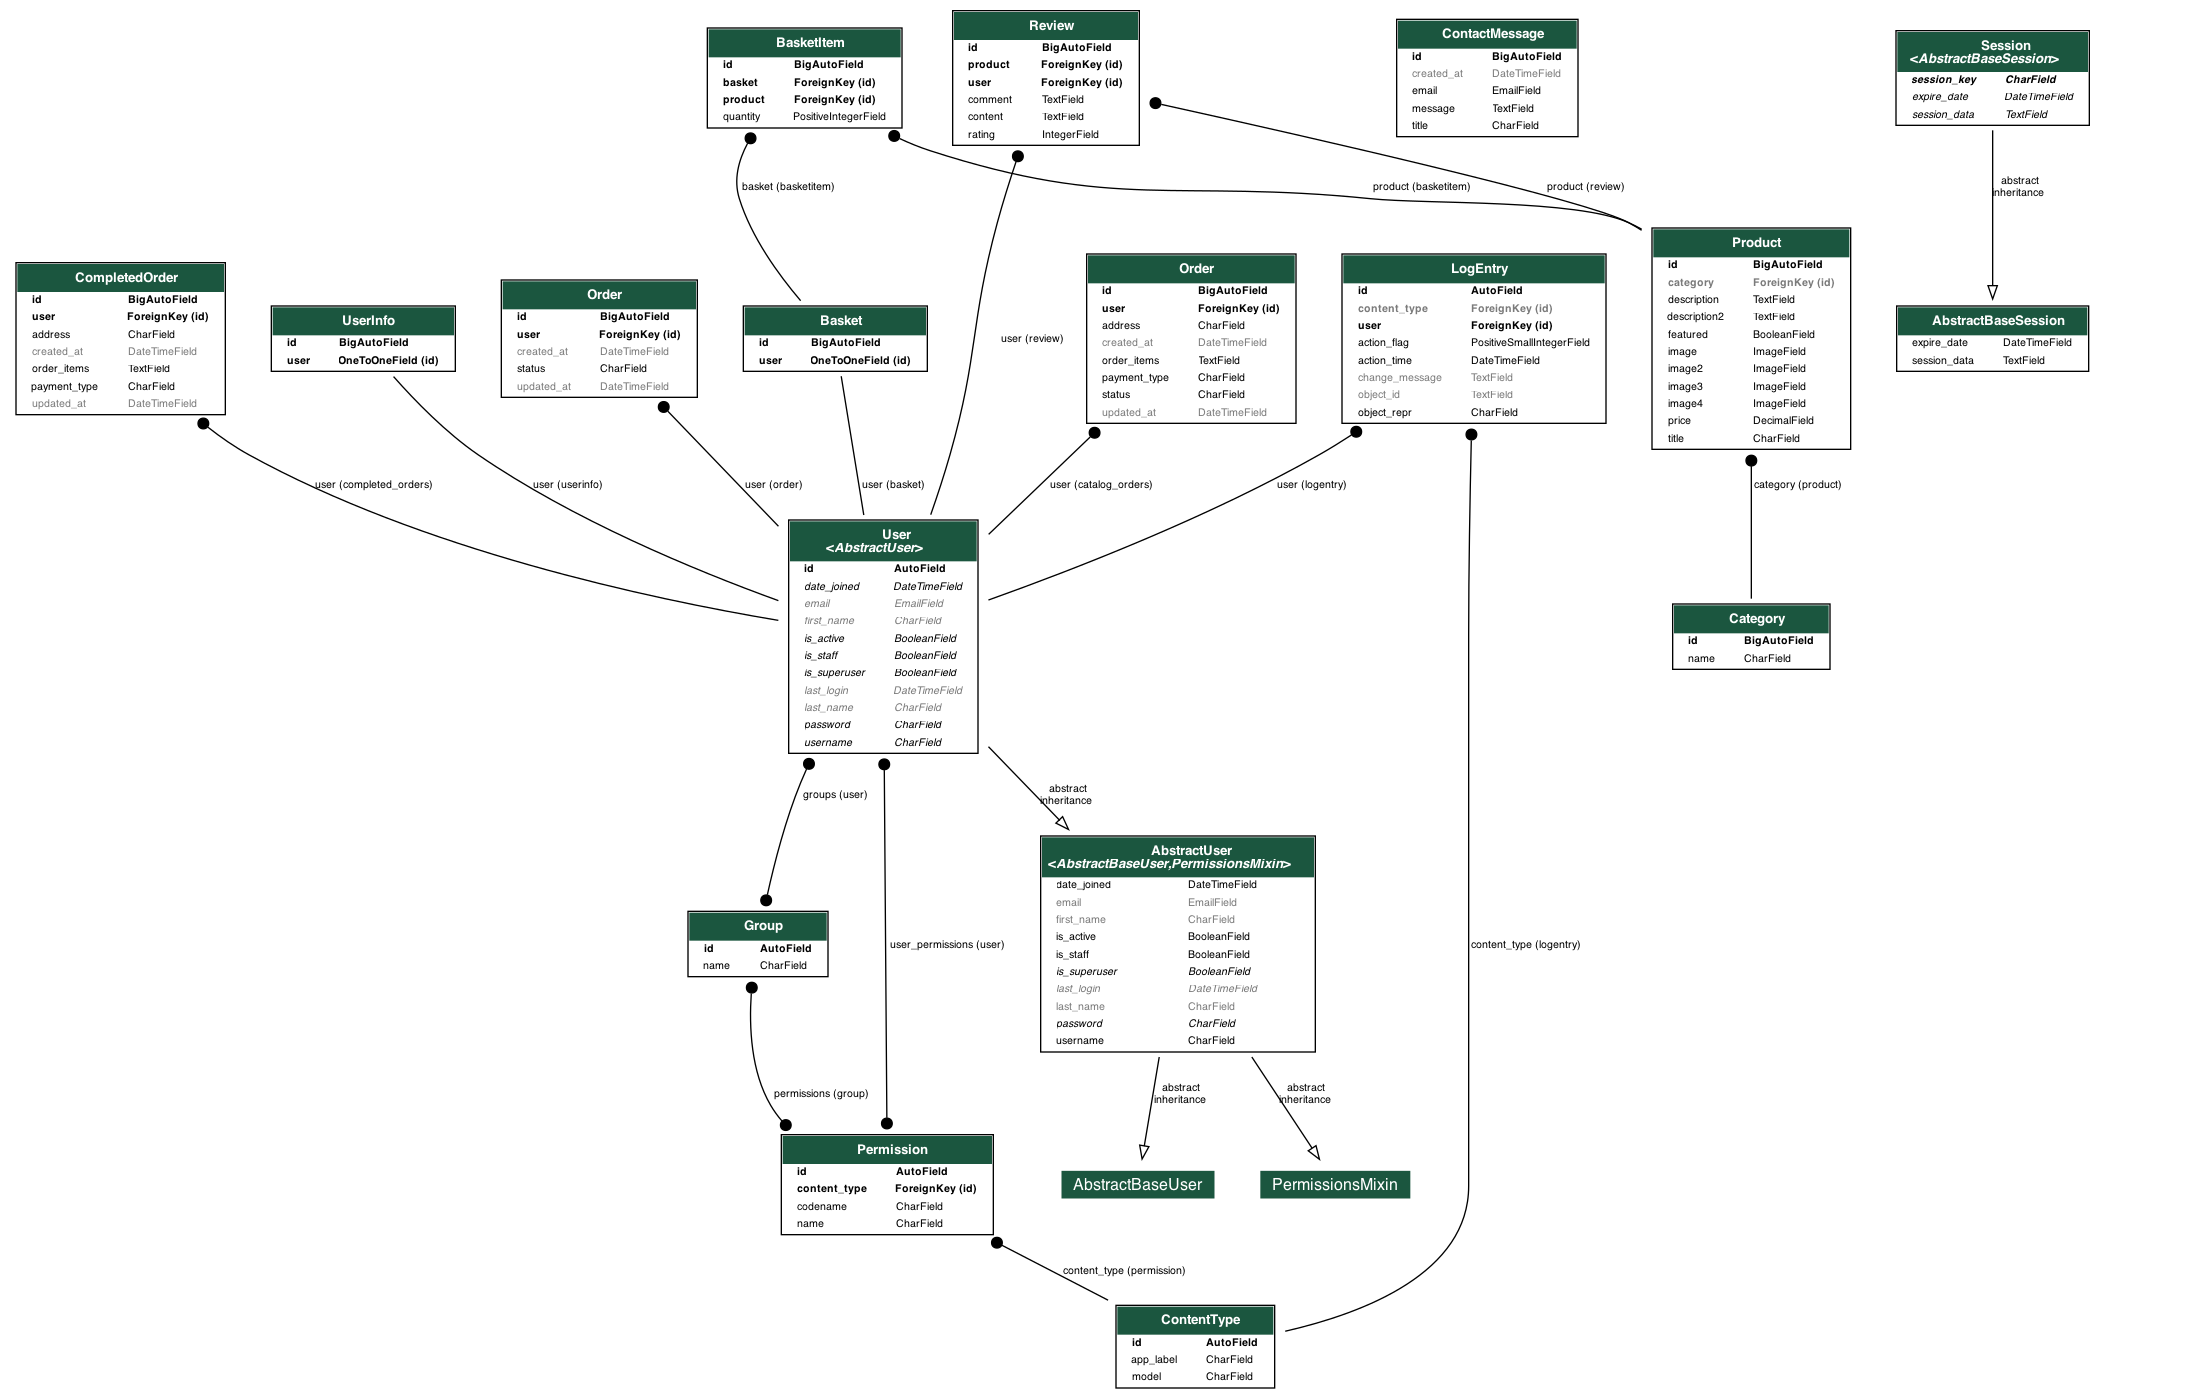 BasketItem
id BigAutoField
basket ForeignKey (id)
product ForeignKey (id)
quantity PositiveIntegerField
Review
id BigAutoField
product ForeignKey (id)
user ForeignKey (id)
comment TextField
content TextField
rating IntegerField
ContactMessage
id BigAutoField
created_at DateTimeField
email EmailField
message TextField
title CharField
Session
<AbstractBaseSession>
session_key CharField
expire_date DateTimeField
session_data TextField
basket (basketitem)
product (basketitem)
product (review)
abstract
inheritance
CompletedOrder
id BigAutoField
user ForeignKey (id)
address CharField
created_at DateTimeField
order_items TextField
payment_type CharField
updated_at DateTimeField
UserInfo
id BigAutoField
user OneToOneField (id)
Order
id BigAutoField
user ForeignKey (id)
created_at DateTimeField
status CharField
updated_at DateTimeField
Basket
id BigAutoField
user OneToOneField (id)
user (review)
Order
id BigAutoField
user ForeignKey (id)
address CharField
created_at DateTimeField
order_items TextField
payment_type CharField
status CharField
updated_at DateTimeField
LogEntry
id AutoField
content_type ForeignKey (id)
user ForeignKey (id)
action_flag PositiveSmallIntegerField
action_time DateTimeField
change_message TextField
object_id TextField
object_repr CharField
Product
id BigAutoField
category ForeignKey (id)
description TextField
description2 TextField
featured BooleanField
image ImageField
image2 ImageField
image3 ImageField
image4 ImageField
price DecimalField
title CharField
AbstractBaseSession
expire_date DateTimeField
session_data TextField
user (completed_orders)
user (userinfo)
user (order)
user (basket)
user (catalog_orders)
user (logentry)
category (product)
User
<AbstractUser>
id AutoField
date_joined DateTimeField
email EmailField
first_name CharField
is_active BooleanField
is_staff BooleanField
is_superuser BooleanField
last_login DateTimeField
last_name CharField
password CharField
username CharField
Category
id BigAutoField
name CharField
groups (user)
abstract
inheritance
AbstractUser
<AbstractBaseUser,PermissionsMixin>
date_joined DateTimeField
email EmailField
first_name CharField
is_active BooleanField
is_staff BooleanField
is_superuser BooleanField
last_login DateTimeField
last_name CharField
password CharField
username CharField
Group
id AutoField
name CharField
user_permissions (user)
content_type (logentry)
permissions (group)
abstract
inheritance
abstract
inheritance
Permission
id AutoField
content_type ForeignKey (id)
codename CharField
name CharField
AbstractBaseUser
PermissionsMixin
content_type (permission)
ContentType
id AutoField
app_label CharField
model CharField